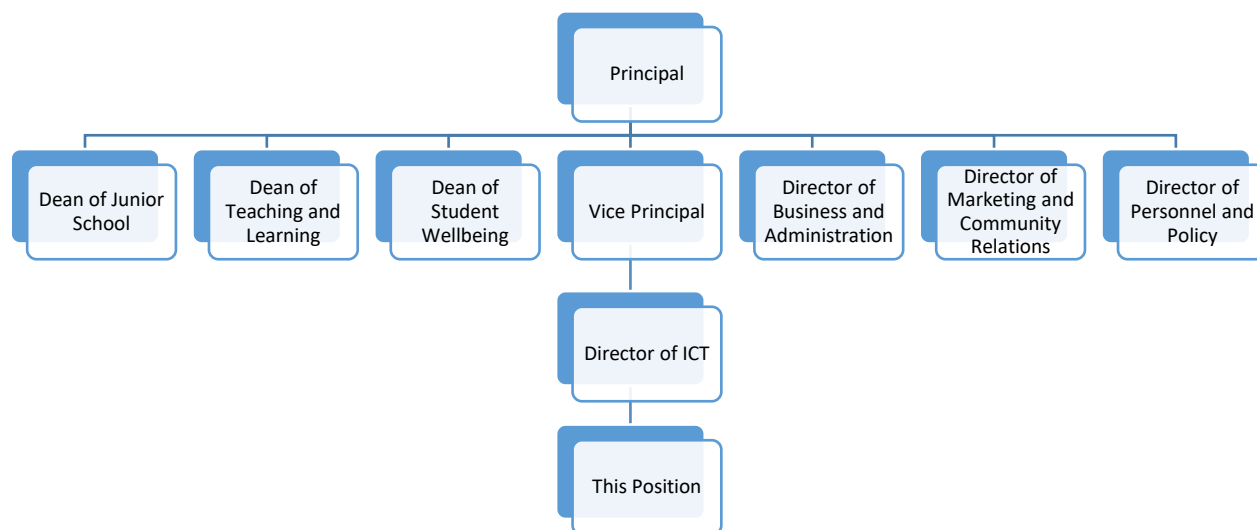 Principal
Dean of Junior
School
Dean of
Teaching and
Learning
Dean of
Student
Wellbeing
Vice Principal
Director of
Business and
Administration
Director of
Marketing and
Community
Relations
Director of
Personnel and
Policy
Director of ICT
This Position